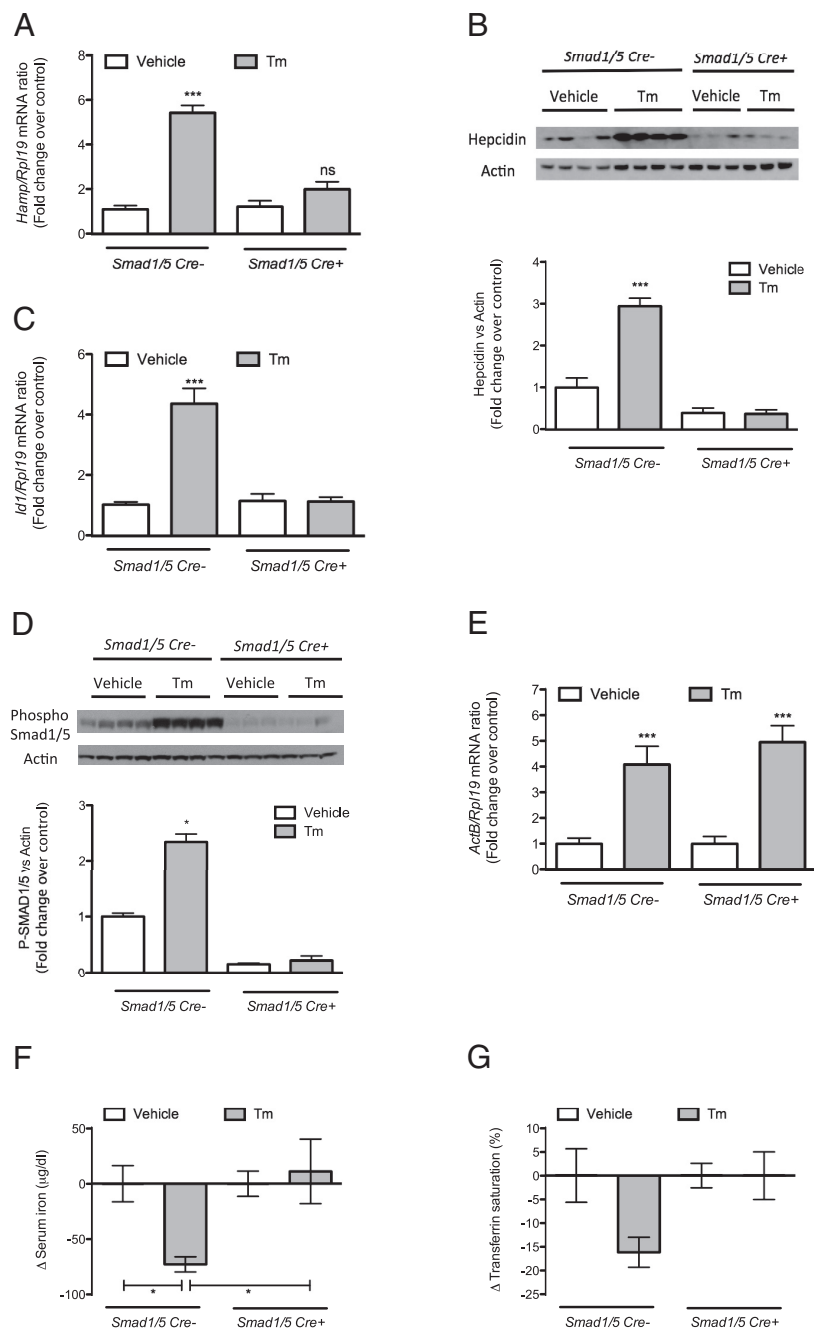 A
8
6
4
2
0
Hamp/Rpl19 mRNA ratio
(Fold change over control)
Vehicle
Tm
***
ns
Smad1/5 Cre-
Smad1/5 Cre+
B
Smad1/5 Cre-
Smad1/5 Cre+
Vehicle
Tm
Vehicle
Tm
Hepcidin
Actin
4
3
2
1
0
Hepcidin vs Actin
(Fold change over control)
Vehicle
Tm
***
Smad1/5 Cre-
Smad1/5 Cre+
C
6
4
2
0
Id1/Rpl19 mRNA ratio
(Fold change over control)
Vehicle
Tm
***
Smad1/5 Cre-
Smad1/5 Cre+
D
Smad1/5 Cre-
Smad1/5 Cre+
Vehicle
Tm
Vehicle
Tm
Phospho
Smad1/5
Actin
3
2
1
0
P-SMAD1/5 vs Actin
(Fold change over control)
Vehicle
Tm
*
Smad1/5 Cre-
Smad1/5 Cre+
E
7
6
5
4
3
2
1
0
ActB/Rpl19 mRNA ratio
(Fold change over control)
Vehicle
Tm
***
***
Smad1/5 Cre-
Smad1/5 Cre+
F
50
0
-50
-100
Δ Serum iron (µg/dl)
Vehicle
Tm
*
*
Smad1/5 Cre-
Smad1/5 Cre+
G
10
5
0
-5
-10
-15
-20
-25
Δ Transferrin saturation (%)
Vehicle
Tm
Smad1/5 Cre-
Smad1/5 Cre+